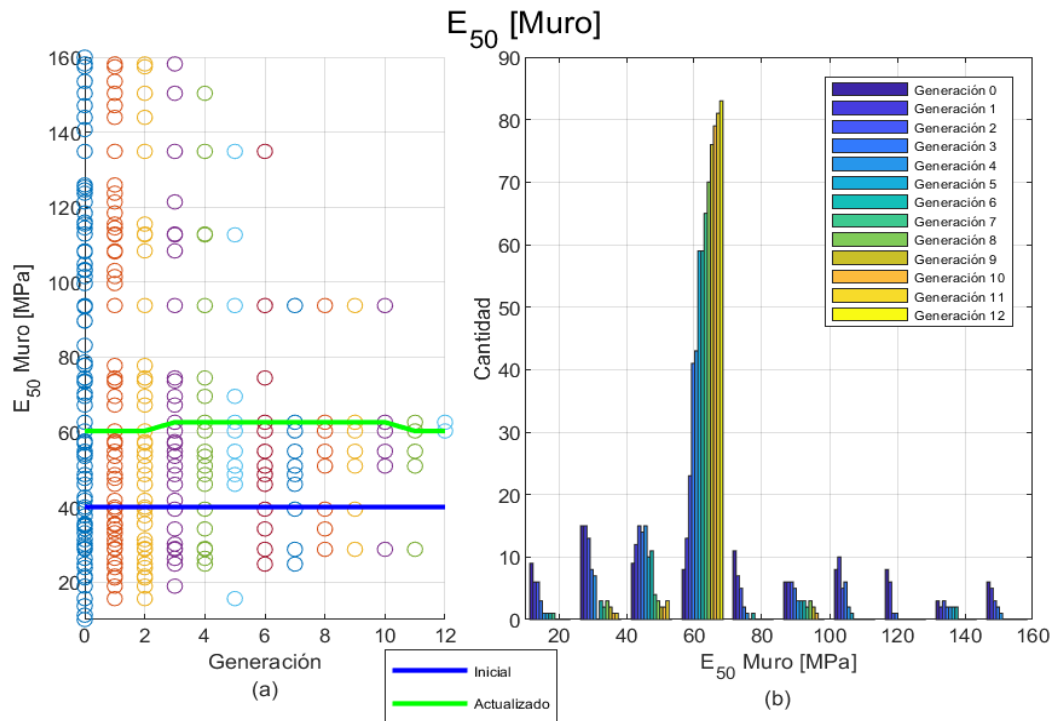 E50 [Muro]
160
140
120
100
80
60
40
20
E50 Muro [MPa]
0
2
4
6
8
10
12
Generación
(a)
Inicial
Actualizado
90
80
70
60
50
40
30
20
10
0
Cantidad
Generación 0
Generación 1
Generación 2
Generación 3
Generación 4
Generación 5
Generación 6
Generación 7
Generación 8
Generación 9
Generación 10
Generación 11
Generación 12
20
40
60
80
100
120
140
160
E50 Muro [MPa]
(b)